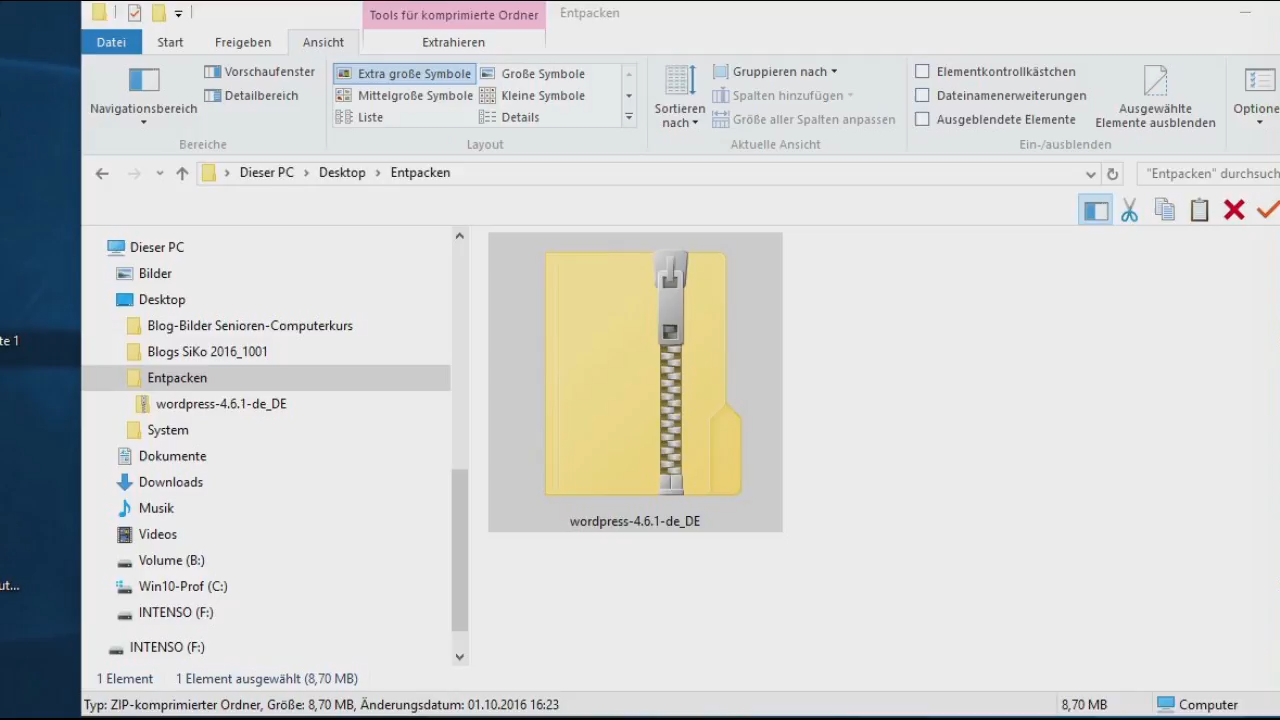 Tools für komprimierte Ordner
Entpacken
Datei
Start
Freigeben
Ansicht
Extrahieren
Navigationsbereich
Vorschaufenster
Detailbereich
Bereiche
Extra große Symbole
Große Symbole
Mittelgroße Symbole
Kleine Symbole
Liste
Details
Layout
Sortieren
nach
Gruppieren nach
Spalten hinzufügen
Größe aller Spalten anpassen
Aktuelle Ansicht
Elementkontrollkästchen
Dateinamenerweiterungen
Ausgeblendete Elemente
Ausgewählte
Elemente ausblenden
Ein-/ausblenden
Optione
Dieser PC > Desktop > Entpacken
"Entpacken" durchsuch
Dieser PC
Bilder
Desktop
Blog-Bilder Senioren-Computerkurs
Blogs SiKo 2016_1001
Entpacken
wordpress-4.6.1-de_DE
System
Dokumente
Downloads
Musik
Videos
Volume (B:)
Win10-Prof (C:)
INTENSO (F:)
INTENSO (F:)
wordpress-4.6.1-de_DE
te 1
ut...
1 Element
1 Element ausgewählt (8,70 MB)
Typ: ZIP-komprimierter Ordner, Größe: 8,70 MB, Änderungsdatum: 01.10.2016 16:23
8,70 MB
Computer